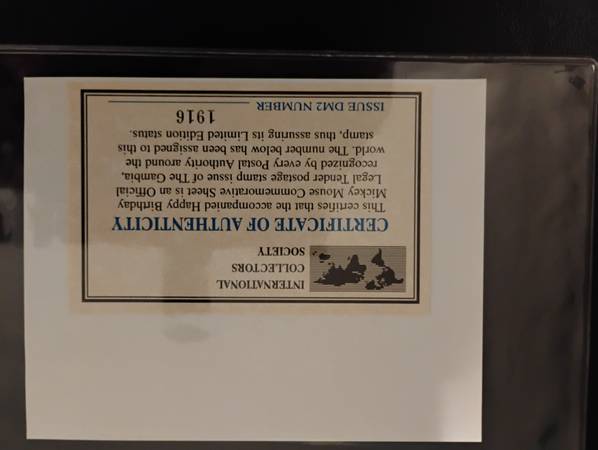 INTERNATIONAL
COLLECTORS
SOCIETY
CERTIFICATE OF AUTHENTICITY
This certifies that the accompanied Happy Birthday
Mickey Mouse Commemorative Sheet is an Official
Legal Tender postage stamp issue of The Gambia,
recognized by every Postal Authority around the
world. The number below has been assigned to this
stamp, thus assuring its Limited Edition status.
1916
ISSUE DM2 NUMBER